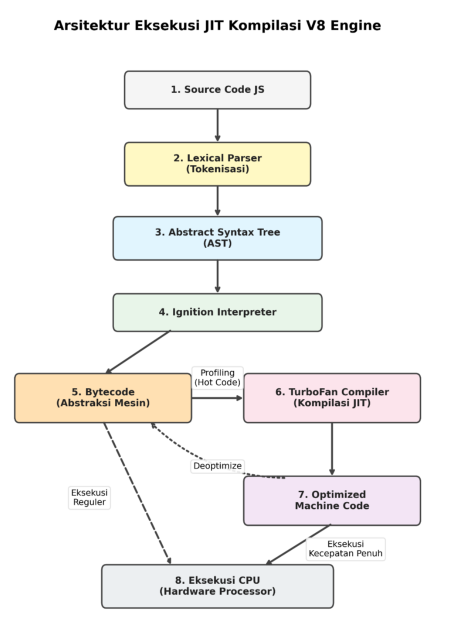 Arsitektur Eksekusi JIT Kompilasi V8 Engine
1. Source Code JS
2. Lexical Parser
(Tokenisasi)
3. Abstract Syntax Tree
(AST)
4. Ignition Interpreter
Profiling
(Hot Code)
5. Bytecode
(Abstraksi Mesin)
6. TurboFan Compiler
(Kompilasi JIT)
Deoptimize
Eksekusi
Reguler
7. Optimized
Machine Code
Eksekusi
Kecepatan Penuh
8. Eksekusi CPU
(Hardware Processor)